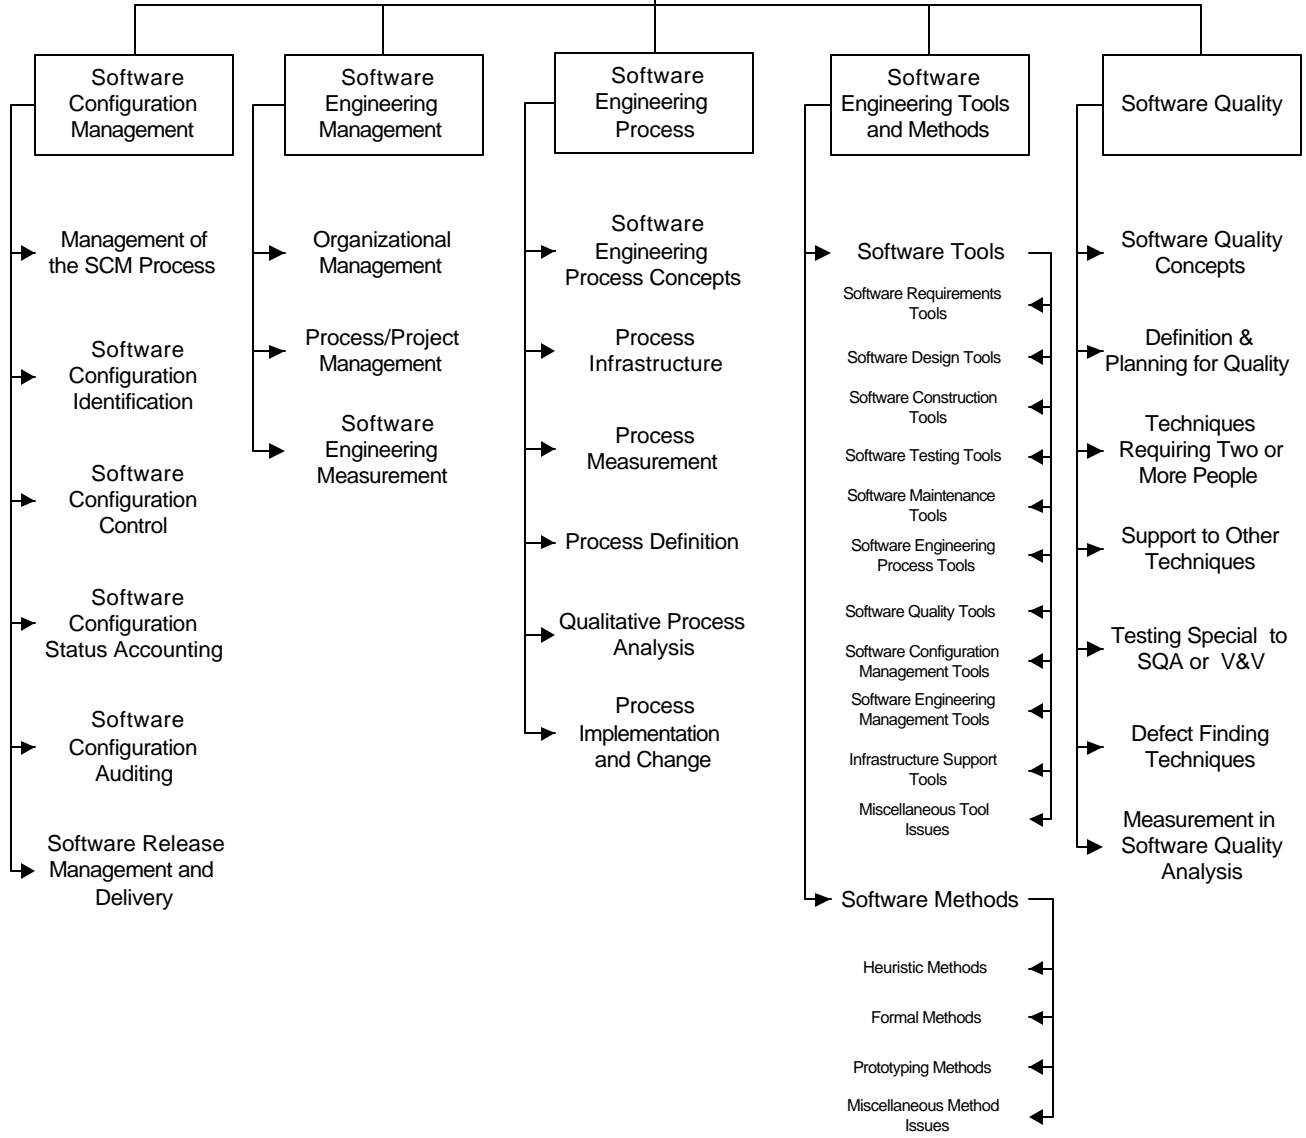 Software
Configuration
Management
Management of
the SCM Process
Software
Configuration
Identification
Software
Configuration
Control
Software
Configuration
Status Accounting
Software
Configuration
Auditing
Software Release
Management and
Delivery
Software
Engineering
Management
Organizational
Management
Process/Project
Management
Software
Engineering
Measurement
Software
Engineering
Process
Software
Engineering
Process Concepts
Process
Infrastructure
Process
Measurement
Process Definition
Qualitative Process
Analysis
Process
Implementation
and Change
Software
Engineering Tools
and Methods
Software Tools
Software Requirements
Tools
Software Design Tools
Software Construction
Tools
Software Testing Tools
Software Maintenance
Tools
Software Engineering
Process Tools
Software Quality Tools
Software Configuration
Management Tools
Software Engineering
Management Tools
Infrastructure Support
Tools
Miscellaneous Tool
Issues
Software Methods
Heuristic Methods
Formal Methods
Prototyping Methods
Miscellaneous Method
Issues
Software Quality
Software Quality
Concepts
Definition &
Planning for Quality
Techniques
Requiring Two or
More People
Support to Other
Techniques
Testing Special to
SQA or V&V
Defect Finding
Techniques
Measurement in
Software Quality
Analysis